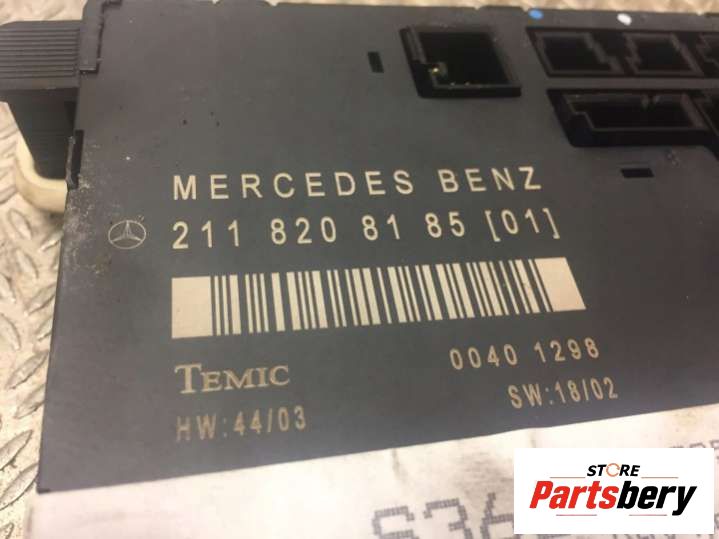 MERCEDES BENZ
211 820 81 85 [01]
TEMIC
0040 1298
HW:44/03
SW:18/02
STORE
Partsbery